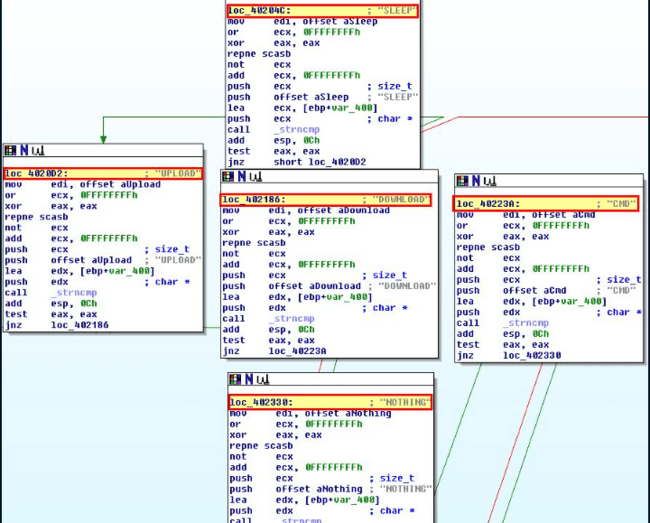 loc_40204C: ; "SLEEP"
mov edi, offset aSleep
or ecx, 0FFFFFFFFh
xor eax, eax
repne scasb
not ecx
add ecx, 0FFFFFFFFh
push ecx ; size_t
push offset aSleep ; "SLEEP"
lea ecx, [ebp+var_400]
push ecx ; char *
call _strncmp
add esp, 0Ch
test eax, eax
jnz short loc_4020D2
loc_4020D2: ; "UPLOAD"
mov edi, offset aUpload
or ecx, 0FFFFFFFFh
xor eax, eax
repne scasb
not ecx
add ecx, 0FFFFFFFFh
push ecx ; size_t
push offset aUpload ; "UPLOAD"
lea edx, [ebp+var_400]
push edx ; char *
call _strncmp
add esp, 0Ch
test eax, eax
jnz loc_402186
loc_402186: ; "DOWNLOAD"
mov edi, offset aDownload
or ecx, 0FFFFFFFFh
xor eax, eax
repne scasb
not ecx
add ecx, 0FFFFFFFFh
push ecx ; size_t
push offset aDownload ; "DOWNLOAD"
lea edx, [ebp+var_400]
push edx ; char *
call _strncmp
add esp, 0Ch
test eax, eax
jnz loc_40223A
loc_40223A: ; "CMD"
mov edi, offset aCmd
or ecx, 0FFFFFFFFh
xor eax, eax
repne scasb
not ecx
add ecx, 0FFFFFFFFh
push ecx ; size_t
push offset aCmd ; "CMD"
lea edx, [ebp+var_400]
push edx ; char *
call _strncmp
add esp, 0Ch
test eax, eax
jnz loc_402330
loc_402330: ; "NOTHING"
mov edi, offset aNothing
or ecx, 0FFFFFFFFh
xor eax, eax
repne scasb
not ecx
add ecx, 0FFFFFFFFh
push ecx ; size_t
push offset aNothing ; "NOTHING"
lea edx, [ebp+var_400]
push edx ; char *
call _strncmp